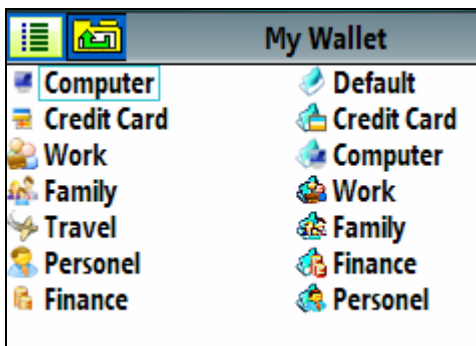 My Wallet
Computer
Credit Card
Work
Family
Travel
Personel
Finance
Default
Credit Card
Computer
Work
Family
Finance
Personel